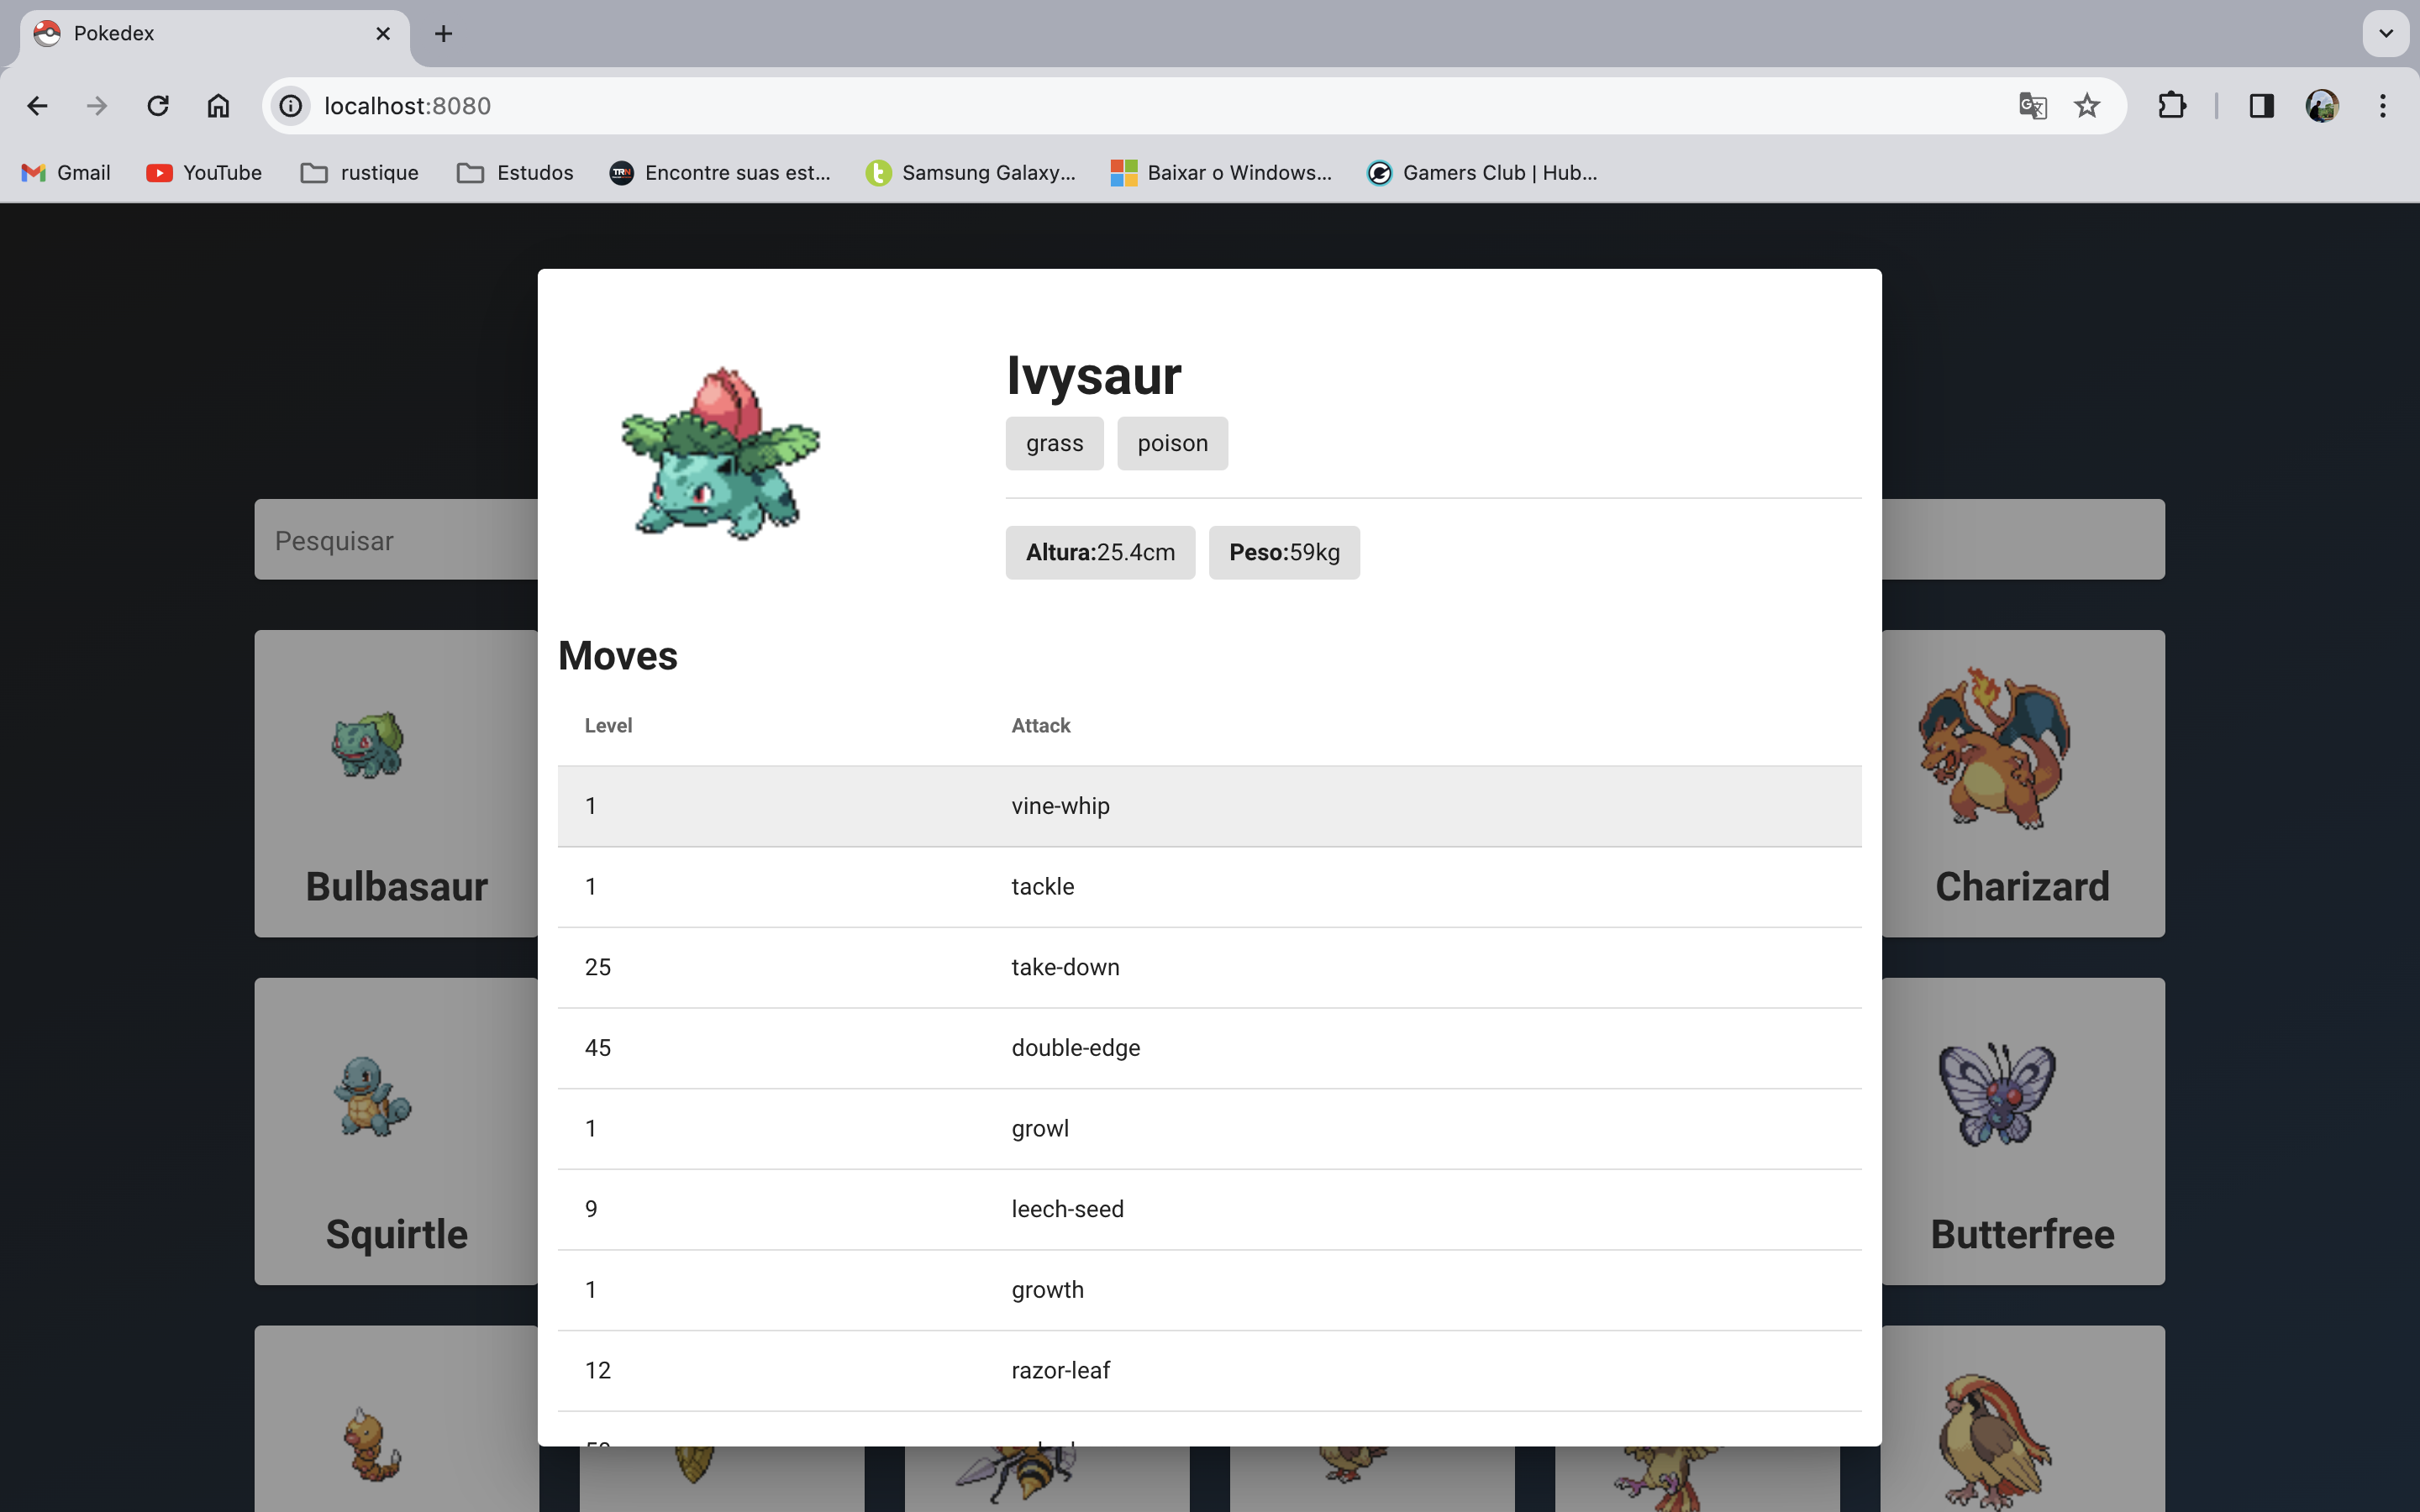 Pokedex
localhost:8080
Gmail YouTube rustique Estudos TRN Encontre suas est... Samsung Galaxy... Baixar o Windows... Gamers Club | Hub...
Ivysaur
grass poison
Altura:25.4cm Peso:59kg
Pesquisar
Moves
Level Attack
1 vine-whip
1 tackle
25 take-down
45 double-edge
1 growl
9 leech-seed
1 growth
12 razor-leaf
Bulbasaur
Charizard
Squirtle
Butterfree